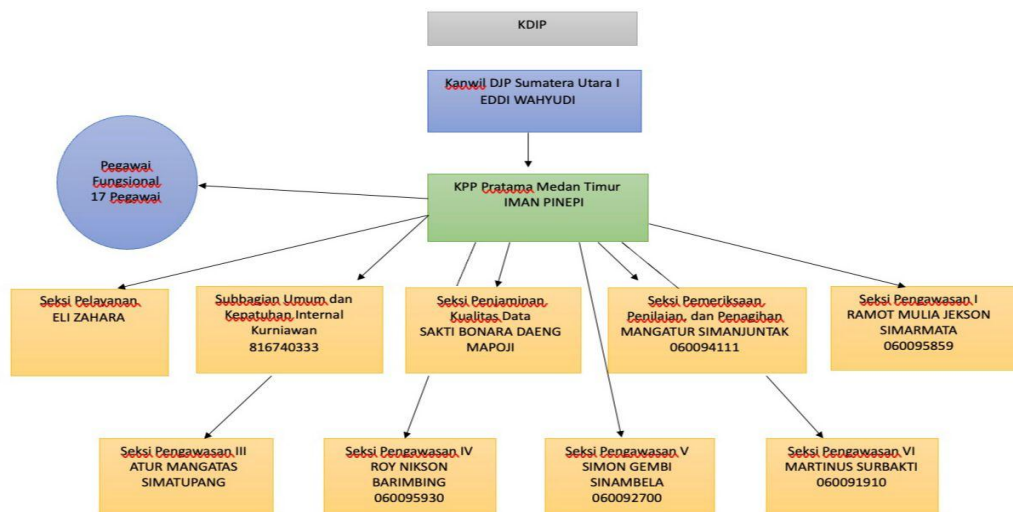 KDIP
Kanwil DJP Sumatera Utara I
EDDI WAHYUDI
Pegawai
Fungsional
17 Pegawai
KPP Pratama Medan Timur
IMAN PINEPI
Seksi Pelayanan
ELI ZAHARA
Subbagian Umum dan
Kepatuhan Internal
Kurniawan
816740333
Seksi Penjaminan
Kualitas Data
SAKTI BONARA DAENG
MAPOJI
Seksi Pemeriksaan
Penilaian, dan Penagihan
MANGATUR SIMANJUNTAK
060094111
Seksi Pengawasan I
RAMOT MULIA JEKSON
SIMARMATA
060095859
Seksi Pengawasan III
ATUR MANGATAS
SIMATUPANG
Seksi Pengawasan IV
ROY NIKSON
BARIMBING
060095930
Seksi Pengawasan V
SIMON GEMBI
SINAMBELA
060092700
Seksi Pengawasan VI
MARTINUS SURBAKTI
060091910